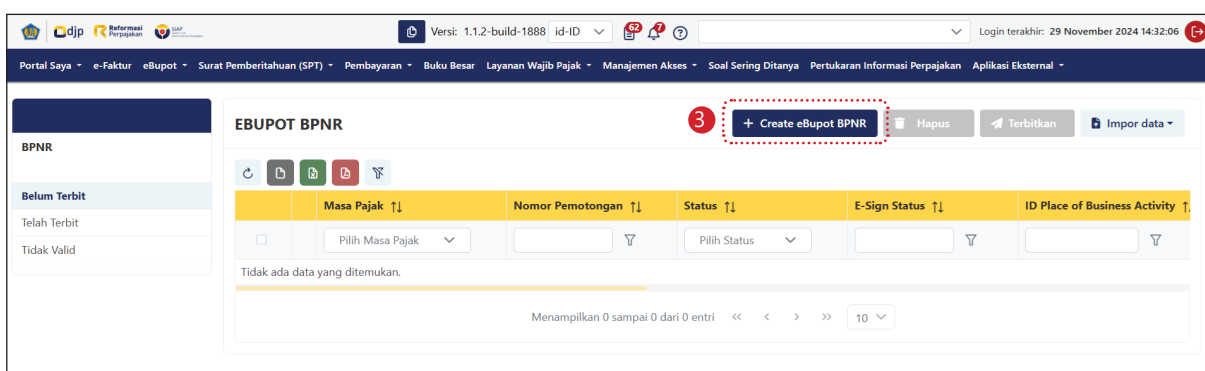 djp Reformasi Perpajakan SIAP Versi: 1.1.2-build-1888 id-ID 62 7 Login terakhir: 29 November 2024 14:32:06
Portal Saya e-Faktur eBupot Surat Pemberitahuan (SPT) Pembayaran Buku Besar Layanan Wajib Pajak Manajemen Akses Soal Sering Ditanya Pertukaran Informasi Perpajakan Aplikasi Eksternal
BPNR
Belum Terbit
Telah Terbit
Tidak Valid
EBUPOT BPNR 3 + Create eBupot BPNR Hapus Terbitkan Impor data
Masa Pajak ↑↓ Nomor Pemotongan ↑↓ Status ↑↓ E-Sign Status ↑↓ ID Place of Business Activity
Pilih Masa Pajak Pilih Status
Tidak ada data yang ditemukan.
Menampilkan 0 sampai 0 dari 0 entri << < > >> 10